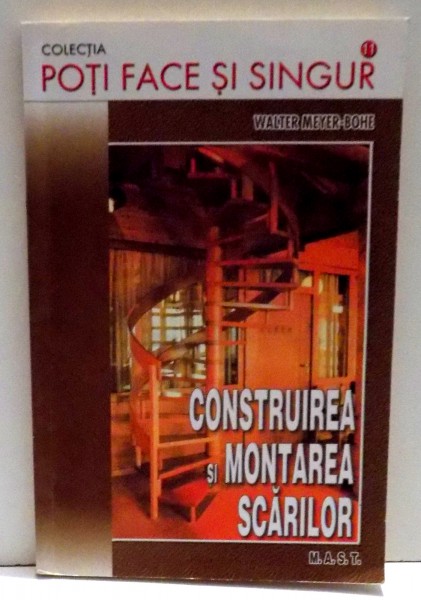 COLECȚIA
11
POȚI FACE ȘI SINGUR
WALTER MEYER-BOHE
CONSTRUIREA
ȘI MONTAREA
SCĂRILOR
M.A.S.T.